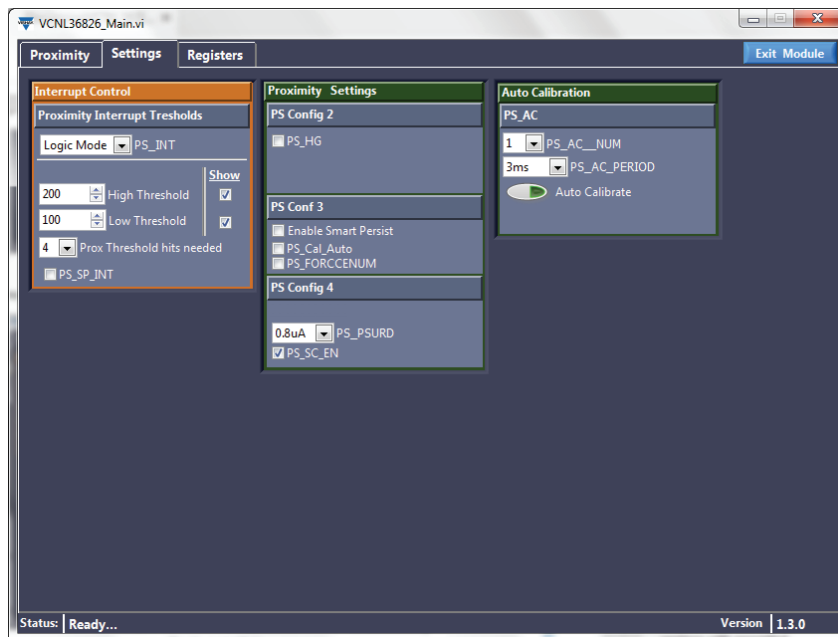 VCNL36826_Main.vi
Proximity Settings Registers Exit Module
Interrupt Control
Proximity Interrupt Tresholds
Logic Mode PS_INT
Show
200 High Threshold
100 Low Threshold
4 Prox Threshold hits needed
PS_SP_INT
Proximity Settings
PS Config 2
PS_HG
PS Conf 3
Enable Smart Persist
PS_Cal_Auto
PS_FORCCENUM
PS Config 4
0.8uA PS_PSURD
PS_SC_EN
Auto Calibration
PS_AC
1 PS_AC__NUM
3ms PS_AC_PERIOD
Auto Calibrate
Status: Ready... Version 1.3.0